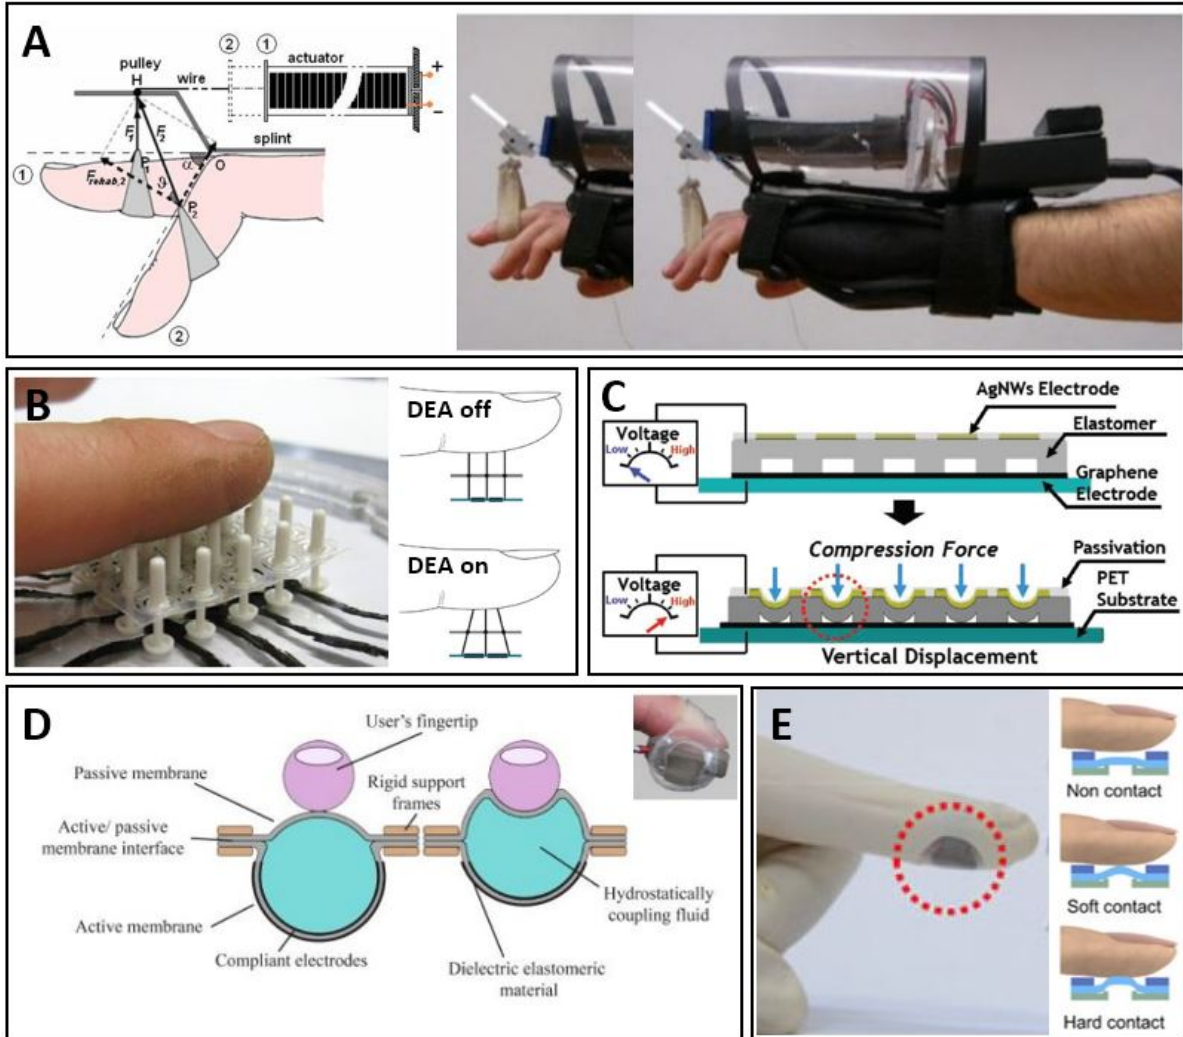 A
② ①
actuator
pulley
H
wire
+
−
F1
F2
splint
①
P1
α
O
Frehab,2
ϑ
P2
②
B
DEA off
DEA on
C
AgNWs Electrode
Voltage
Low
High
Elastomer
Graphene
Electrode
Compression Force
Passivation
Voltage
Low
High
PET
Substrate
Vertical Displacement
D
User's fingertip
Passive membrane
Rigid support
frames
Active/ passive
membrane interface
Hydrostatically
coupling fluid
Active membrane
Compliant electrodes
Dielectric elastomeric
material
E
Non contact
Soft contact
Hard contact